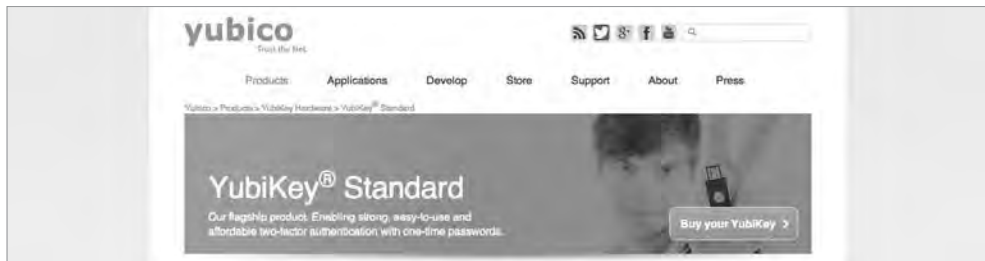 yubico
Trust the Net.
Products Applications Develop Store Support About Press
Yubico > Products > YubiKey Hardware > YubiKey® Standard
YubiKey® Standard
Our flagship product. Enabling strong, easy-to-use and
affordable two-factor authentication with one-time passwords.
Buy your YubiKey >